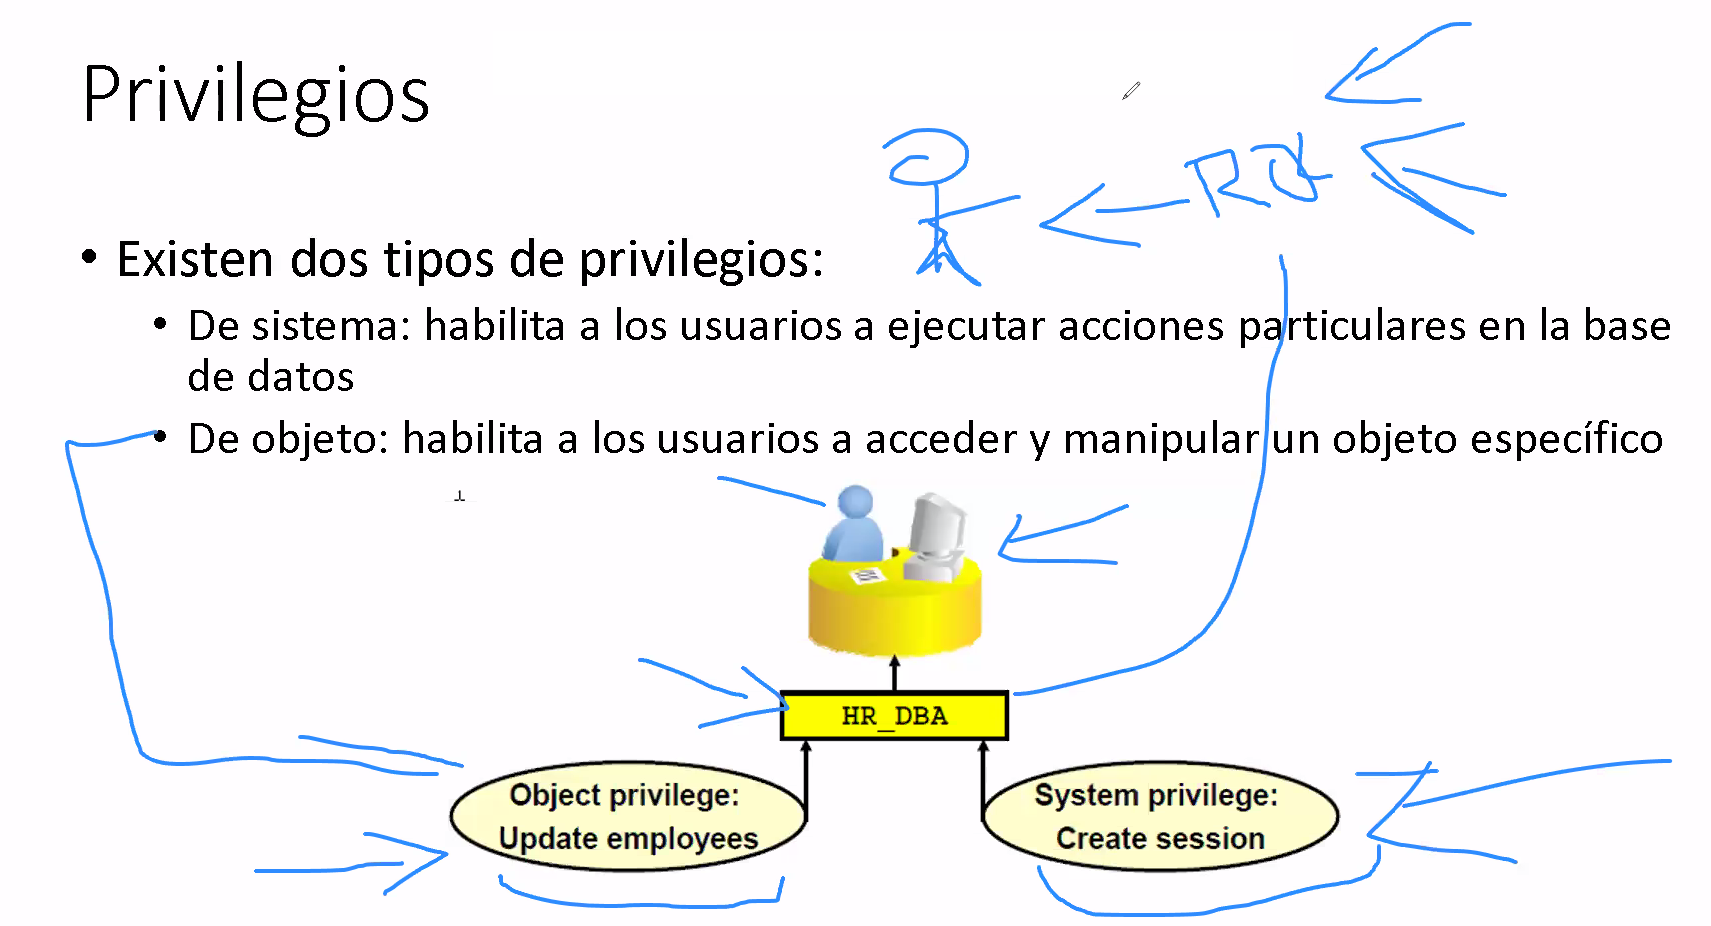 Privilegios
• Existen dos tipos de privilegios:
• De sistema: habilita a los usuarios a ejecutar acciones particulares en la base
de datos
• De objeto: habilita a los usuarios a acceder y manipular un objeto específico
HR_DBA
Object privilege:
Update employees
System privilege:
Create session